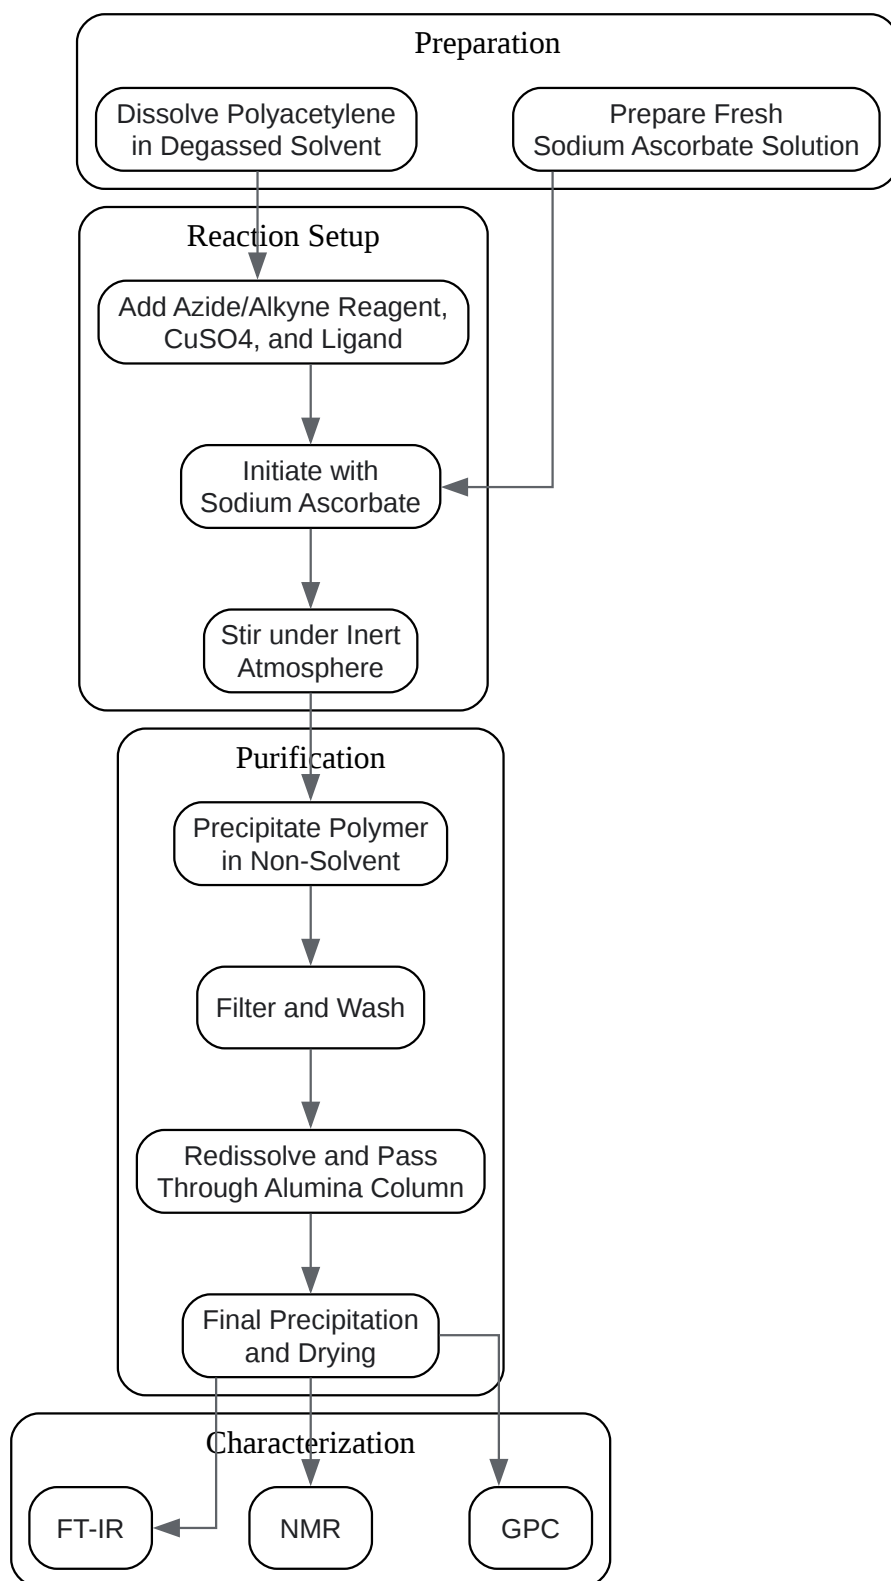 Preparation
Dissolve Polyacetylene
in Degassed Solvent
Prepare Fresh
Sodium Ascorbate Solution
Reaction Setup
Add Azide/Alkyne Reagent,
CuSO4, and Ligand
Initiate with
Sodium Ascorbate
Stir under Inert
Atmosphere
Purification
Precipitate Polymer
in Non-Solvent
Filter and Wash
Redissolve and Pass
Through Alumina Column
Final Precipitation
and Drying
Characterization
FT-IR
NMR
GPC